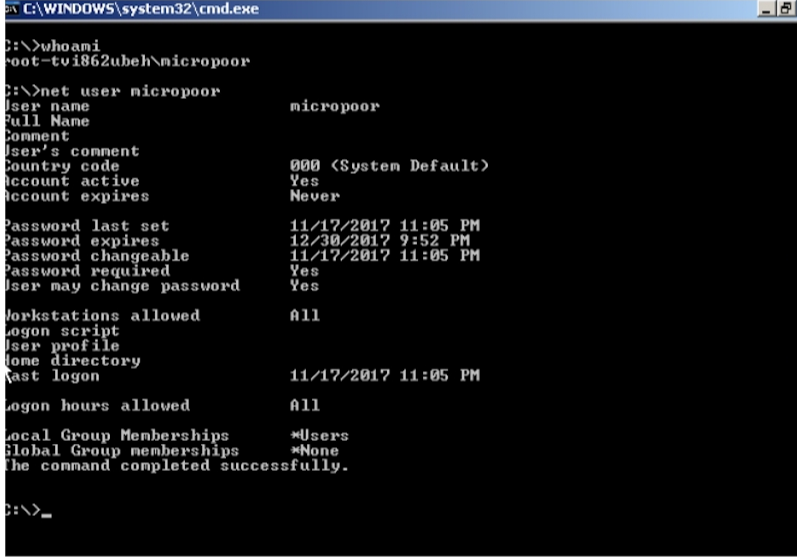 C:\WINDOWS\system32\cmd.exe
C:\>whoami
root-tvi862ubeh\micropoor
C:\>net user micropoor
User name micropoor
Full Name
Comment
User's comment
Country code 000 (System Default)
Account active Yes
Account expires Never
Password last set 11/17/2017 11:05 PM
Password expires 12/30/2017 9:52 PM
Password changeable 11/17/2017 11:05 PM
Password required Yes
User may change password Yes
Workstations allowed All
Logon script
User profile
Home directory
Last logon 11/17/2017 11:05 PM
Logon hours allowed All
Local Group Memberships *Users
Global Group memberships *None
The command completed successfully.
C:\>_